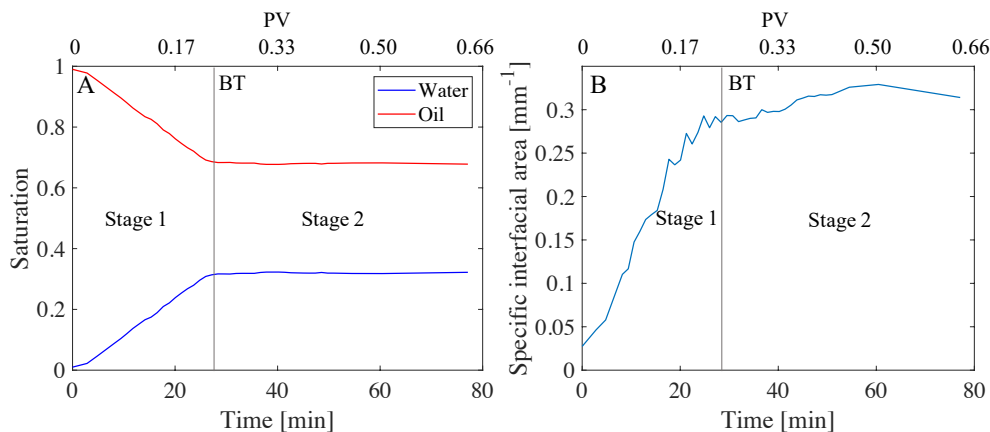 PV
0 0.17 0.33 0.50 0.66
1
0.8
0.6
0.4
0.2
0
A
BT
Water
Oil
Stage 1
Stage 2
Saturation
0 20 40 60 80
Time [min]
PV
0 0.17 0.33 0.50 0.66
0.3
0.25
0.2
0.15
0.1
0.05
0
B
BT
Stage 1
Stage 2
Specific interfacial area [mm⁻¹]
0 20 40 60 80
Time [min]